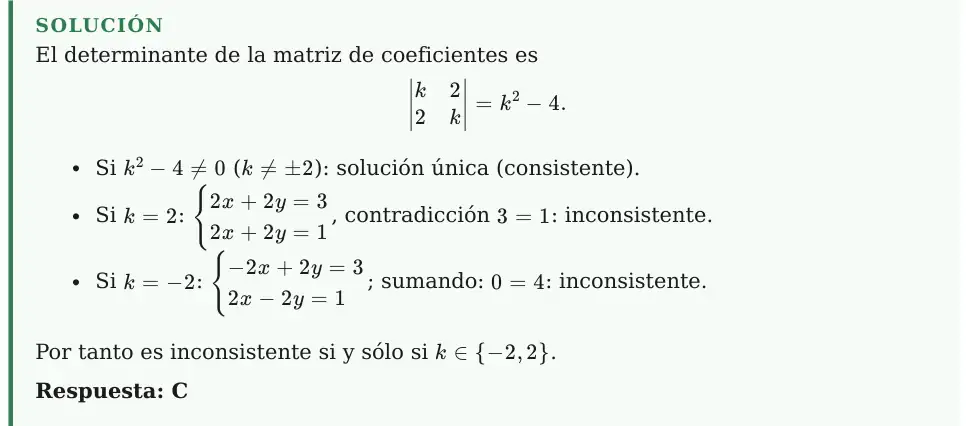 SOLUCIÓN
El determinante de la matriz de coeficientes es
|k 2|
|2 k| = k² − 4.
• Si k² − 4 ≠ 0 (k ≠ ±2): solución única (consistente).
• Si k = 2: {2x + 2y = 3
2x + 2y = 1, contradicción 3 = 1: inconsistente.
• Si k = −2: {−2x + 2y = 3
2x − 2y = 1; sumando: 0 = 4: inconsistente.
Por tanto es inconsistente si y sólo si k ∈ {−2, 2}.
Respuesta: C